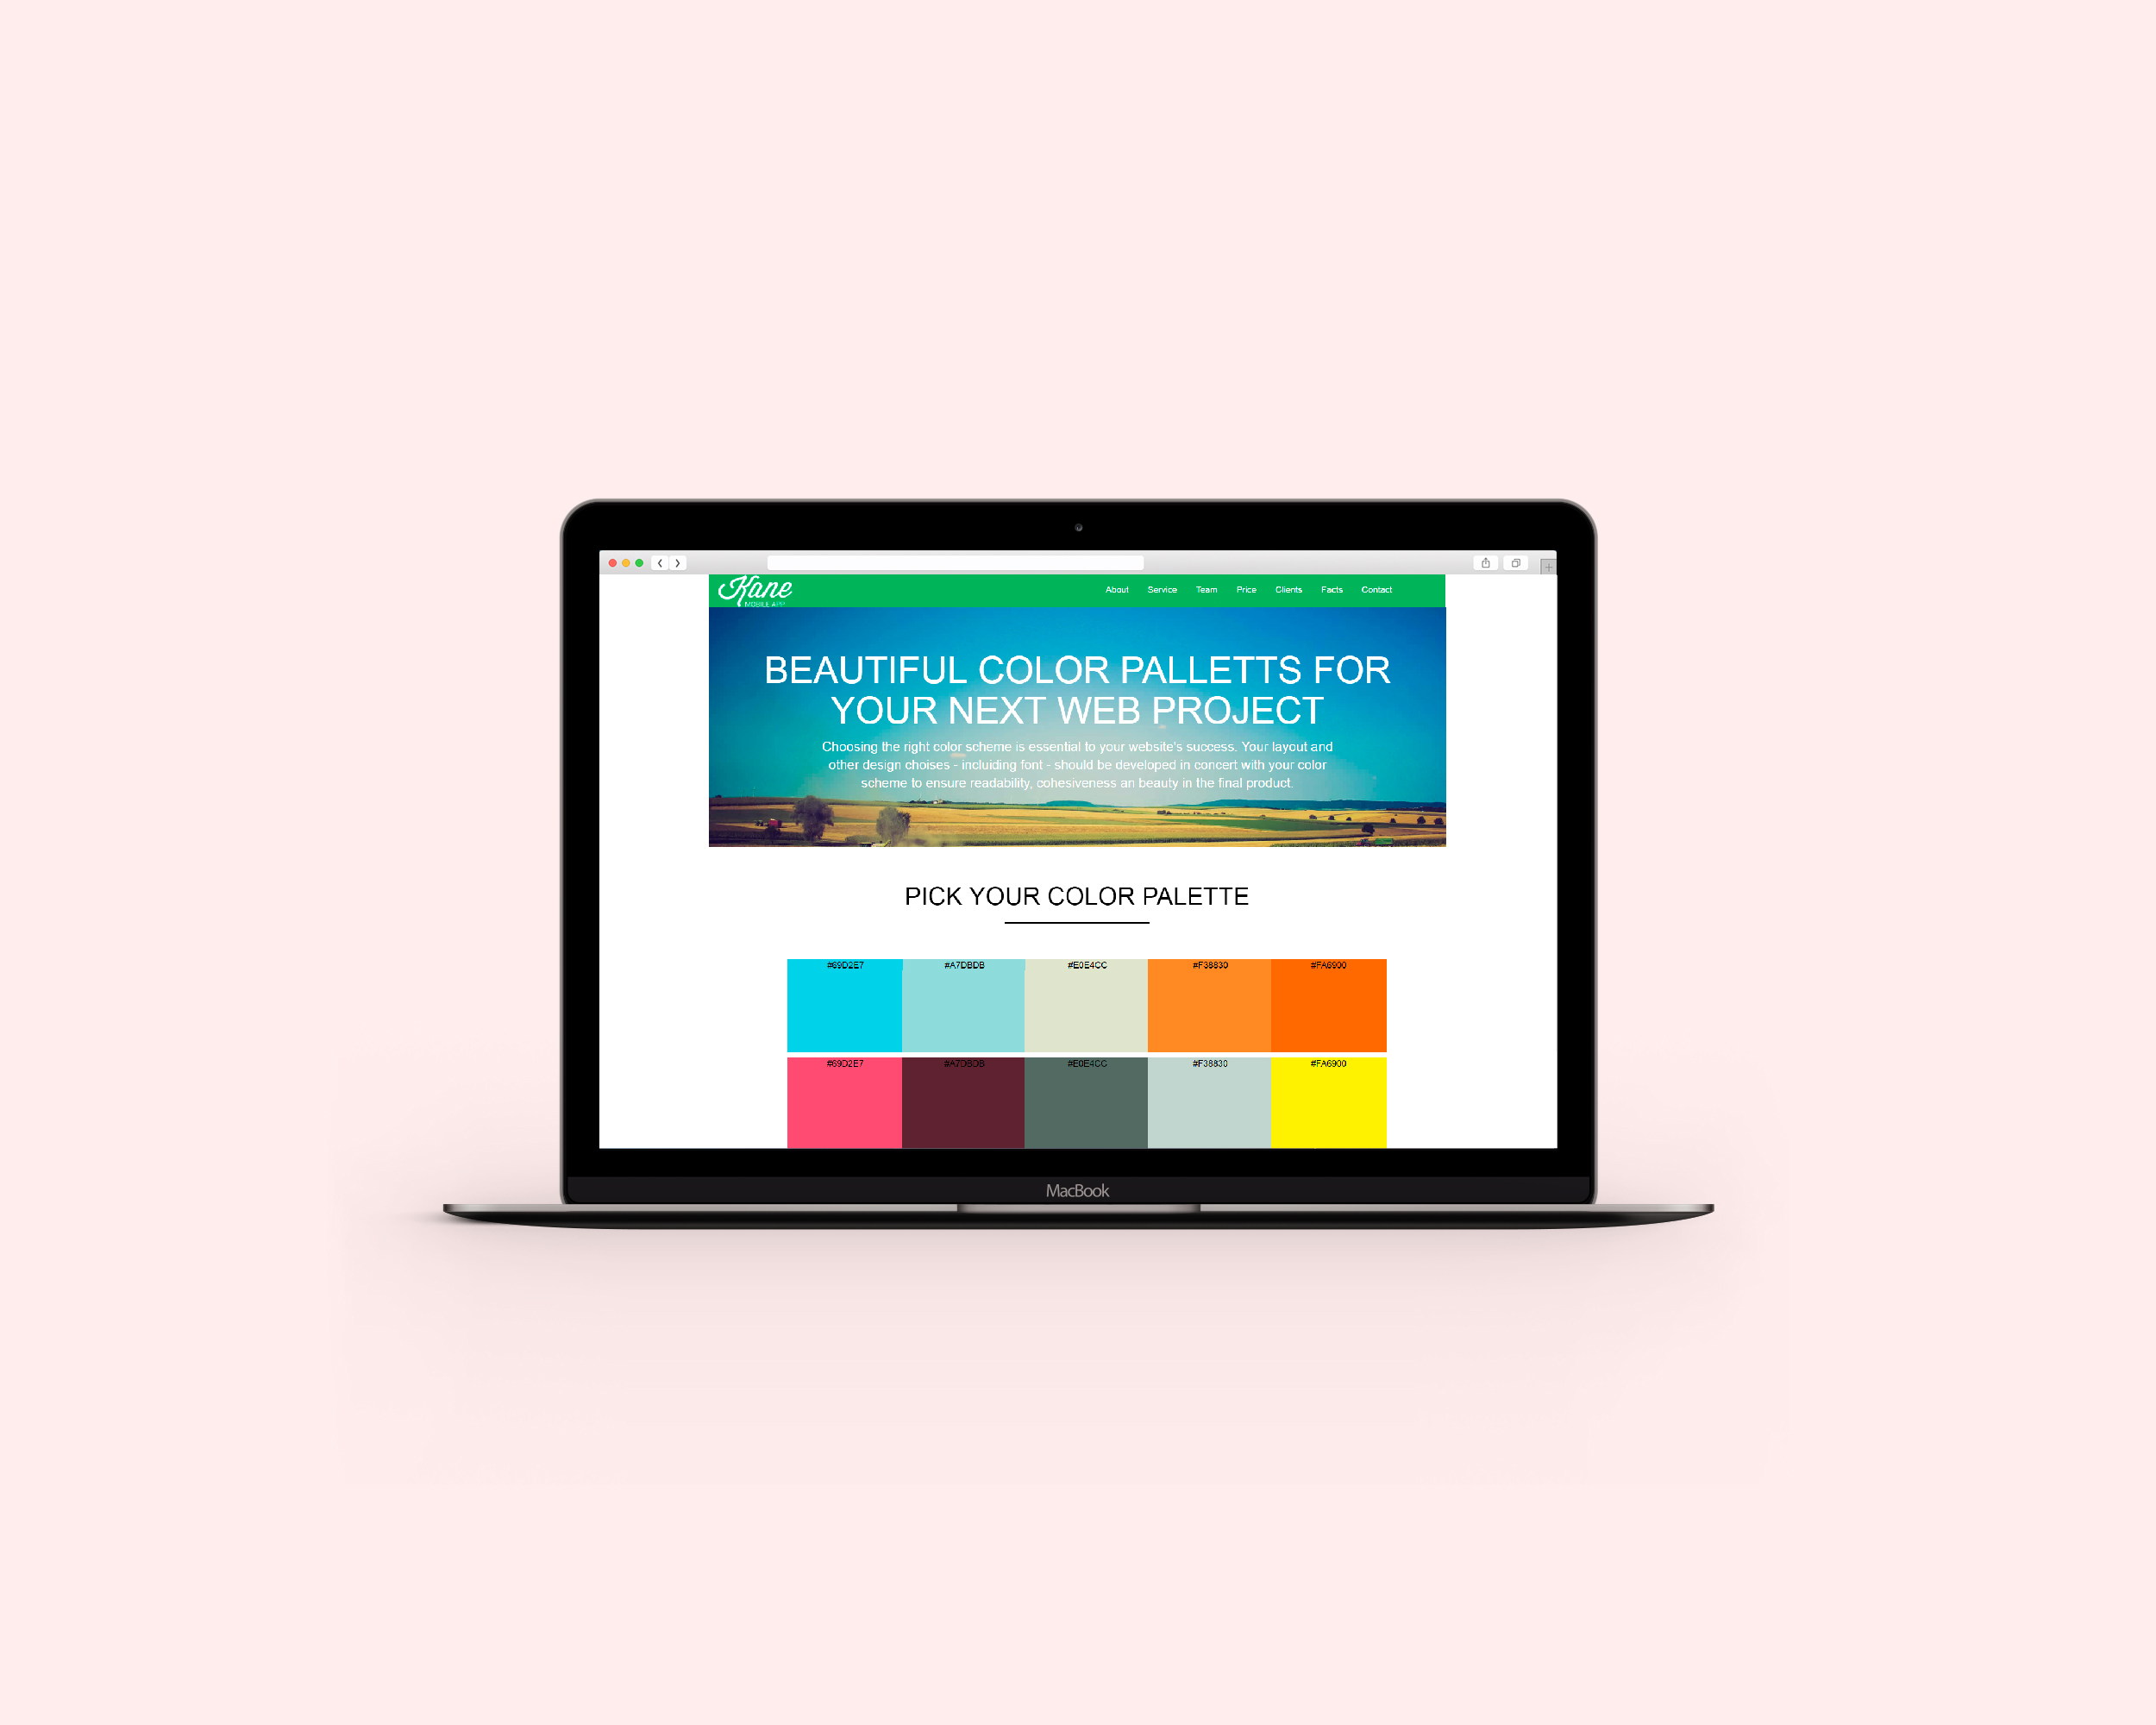 Kane
MOBILE APP
About Service Team Price Clients Facts Contact
BEAUTIFUL COLOR PALLETTS FOR
YOUR NEXT WEB PROJECT
Choosing the right color scheme is essential to your website's success. Your layout and
other design choises - incluiding font - should be developed in concert with your color
scheme to ensure readability, cohesiveness an beauty in the final product.
PICK YOUR COLOR PALETTE
#69D2E7 #A7DBDB #E0E4CC #F38830 #FA6900
#69D2E7 #A7DBDB #E0E4CC #F38830 #FA6900
MacBook